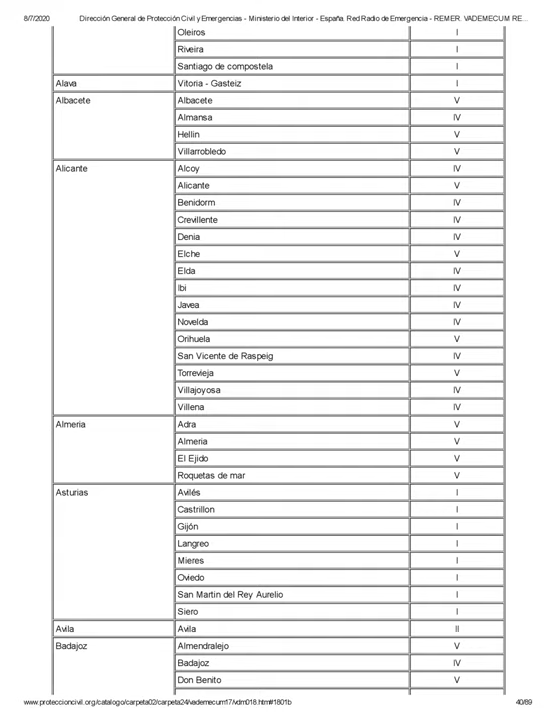 8/7/2020 Dirección General de Protección Civil y Emergencias - Ministerio del Interior - España. Red Radio de Emergencia - REMER. VADEMECUM RE...
Oleiros I
Riveira I
Santiago de compostela I
Alava Vitoria - Gasteiz I
Albacete Albacete V
Almansa IV
Hellin V
Villarrobledo V
Alicante Alcoy IV
Alicante V
Benidorm IV
Crevillente IV
Denia IV
Elche V
Elda IV
Ibi IV
Javea IV
Novelda IV
Orihuela V
San Vicente de Raspeig IV
Torrevieja V
Villajoyosa IV
Villena IV
Almeria Adra V
Almeria V
El Ejido V
Roquetas de mar V
Asturias Avilés I
Castrillon I
Gijón I
Langreo I
Mieres I
Oviedo I
San Martin del Rey Aurelio I
Siero I
Avila Avila II
Badajoz Almendralejo V
Badajoz IV
Don Benito V
www.proteccioncivil.org/catalogo/carpeta02/carpeta24/vademecum17/vdm018.htm#1801b 40/89